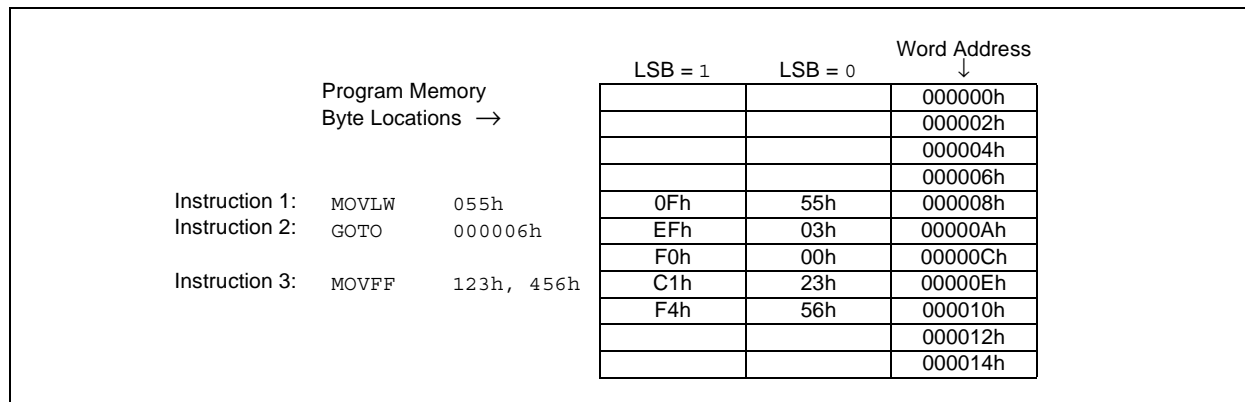 Word Address
LSB = 1 LSB = 0 ↓
Program Memory 000000h
Byte Locations → 000002h
000004h
000006h
Instruction 1: MOVLW 055h 0Fh 55h 000008h
Instruction 2: GOTO 000006h EFh 03h 00000Ah
F0h 00h 00000Ch
Instruction 3: MOVFF 123h, 456h C1h 23h 00000Eh
F4h 56h 000010h
000012h
000014h